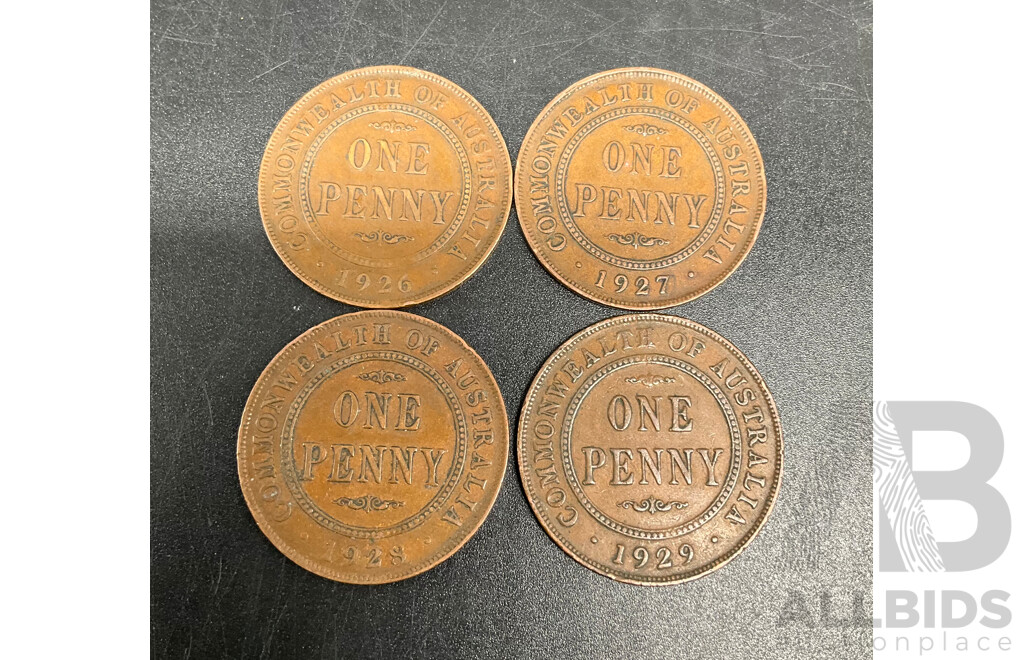 COMMONWEALTH OF AUSTRALIA
ONE
PENNY
· 1926 ·
COMMONWEALTH OF AUSTRALIA
ONE
PENNY
· 1927 ·
COMMONWEALTH OF AUSTRALIA
ONE
PENNY
· 1928 ·
COMMONWEALTH OF AUSTRALIA
ONE
PENNY
· 1929 ·
B
ALLBIDS
auctionplace